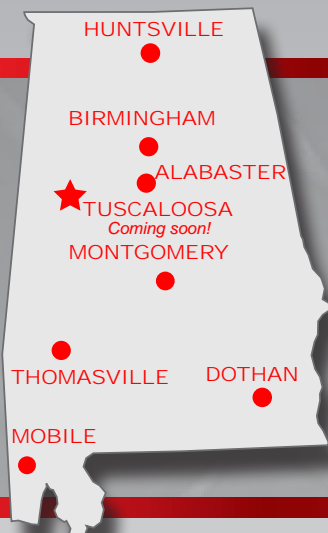 HUNTSVILLE
BIRMINGHAM
ALABASTER
TUSCALOOSA
Coming soon!
MONTGOMERY
THOMASVILLE
DOTHAN
MOBILE